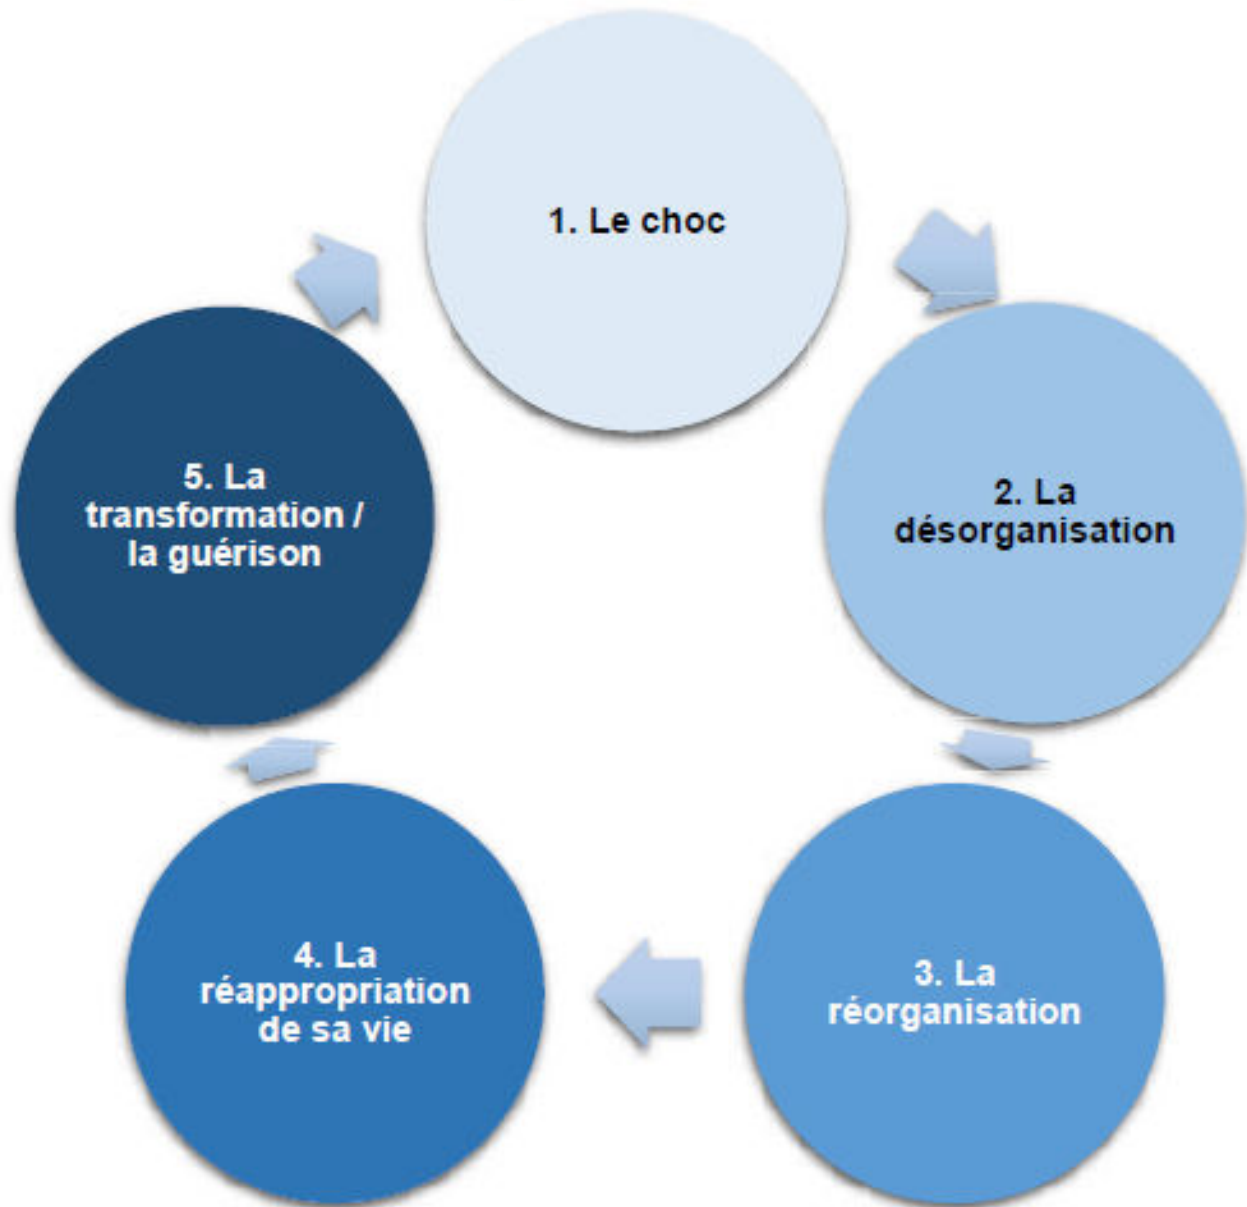 1. Le choc
2. La
désorganisation
3. La
réorganisation
4. La
réappropriation
de sa vie
5. La
transformation /
la guérison